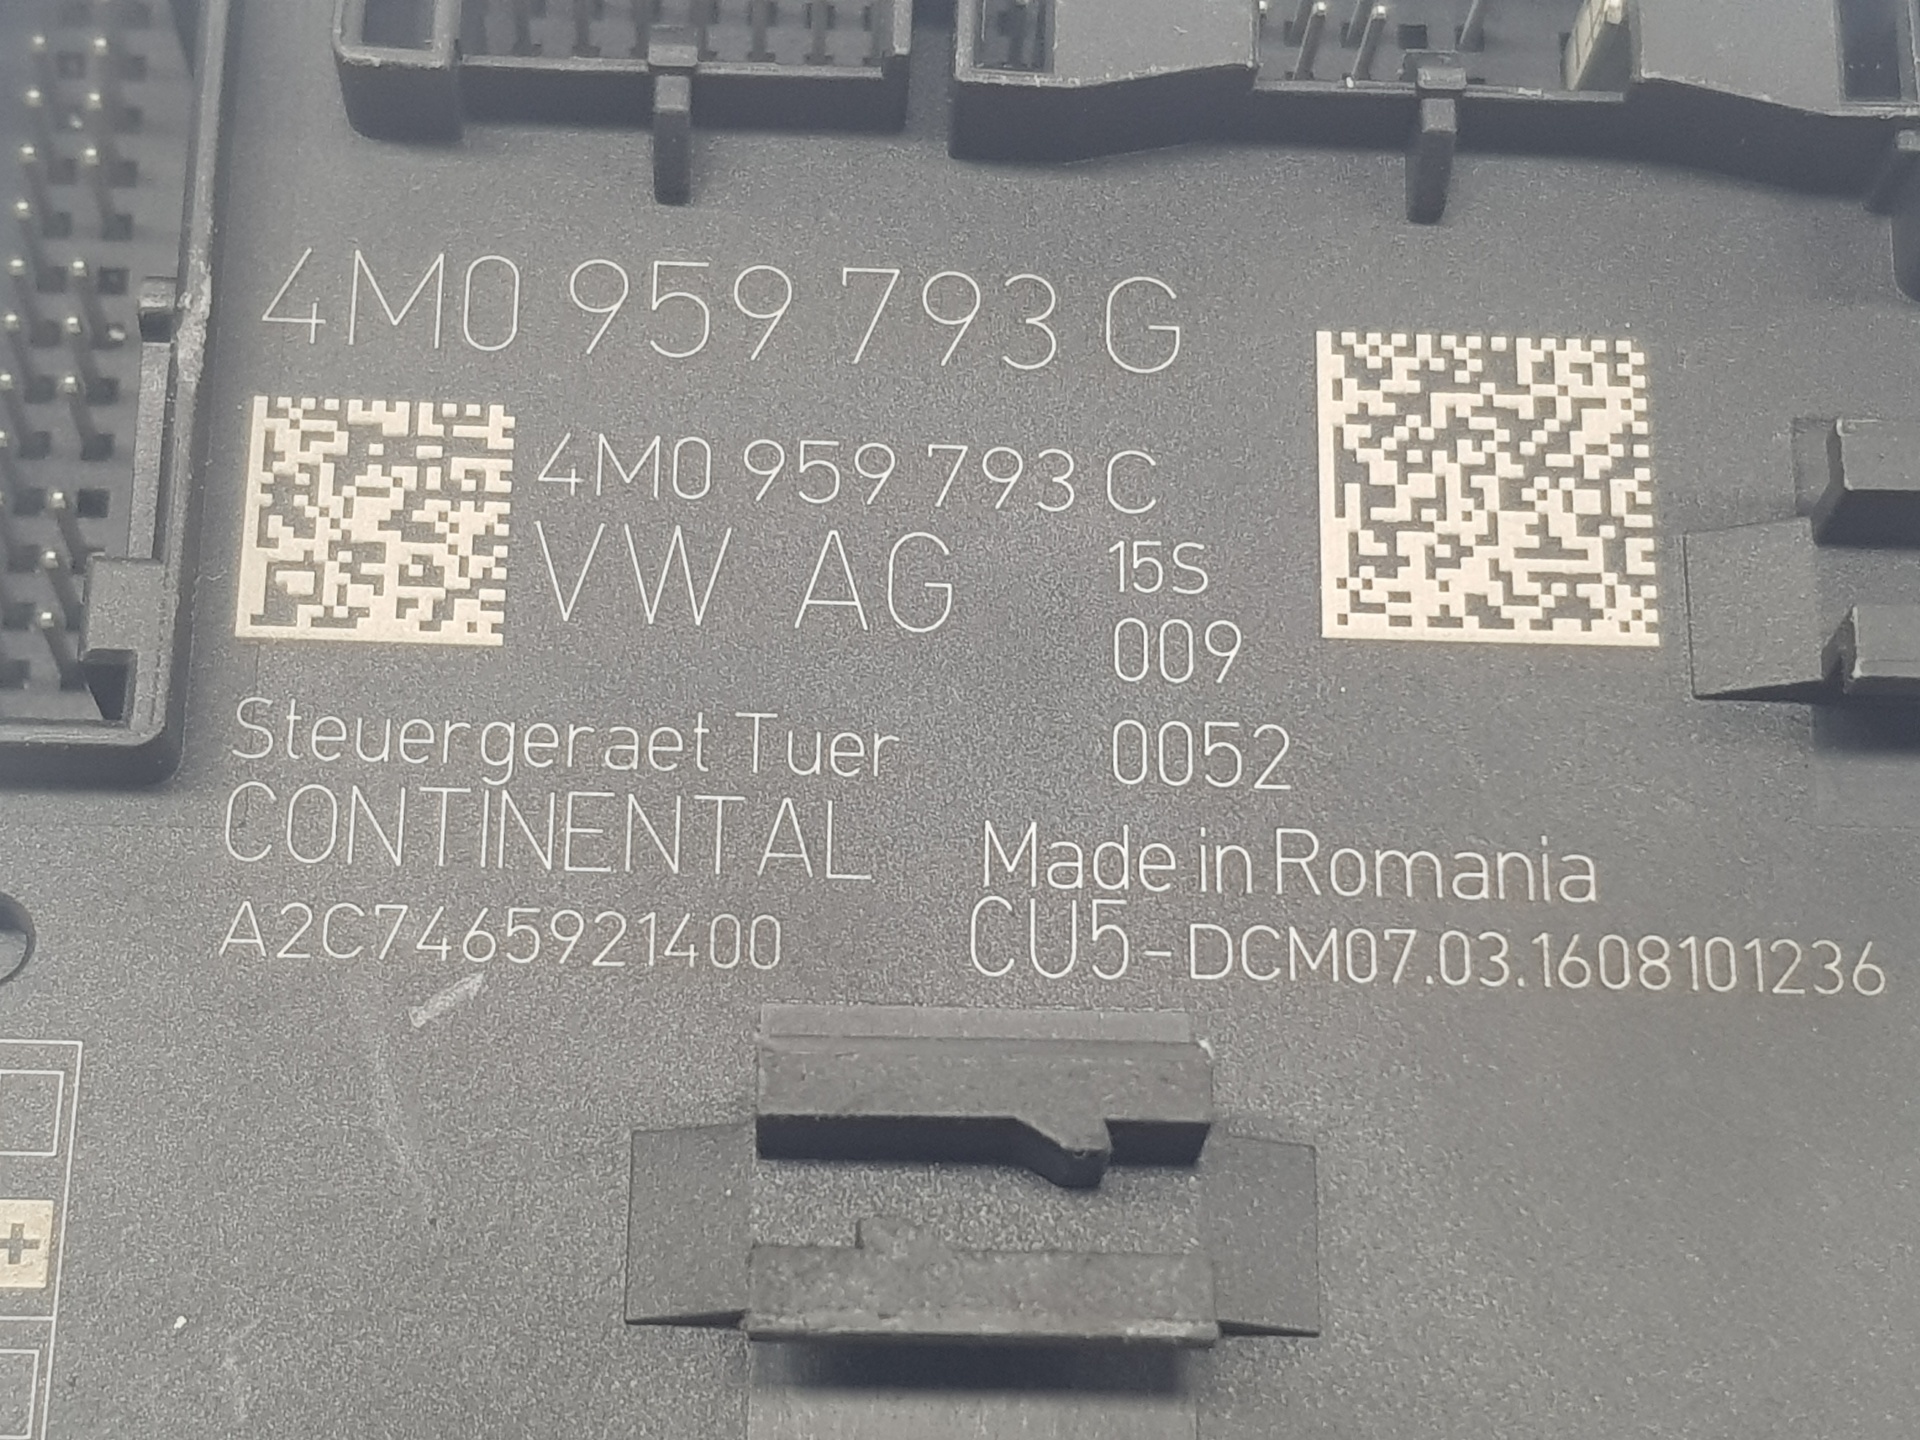 4M0 959 793 G
4M0 959 793 C
VW AG
15S
009
0052
Steuergeraet Tuer
CONTINENTAL
A2C7465921400
Made in Romania
CU5-DCM07.03.1608101236
+